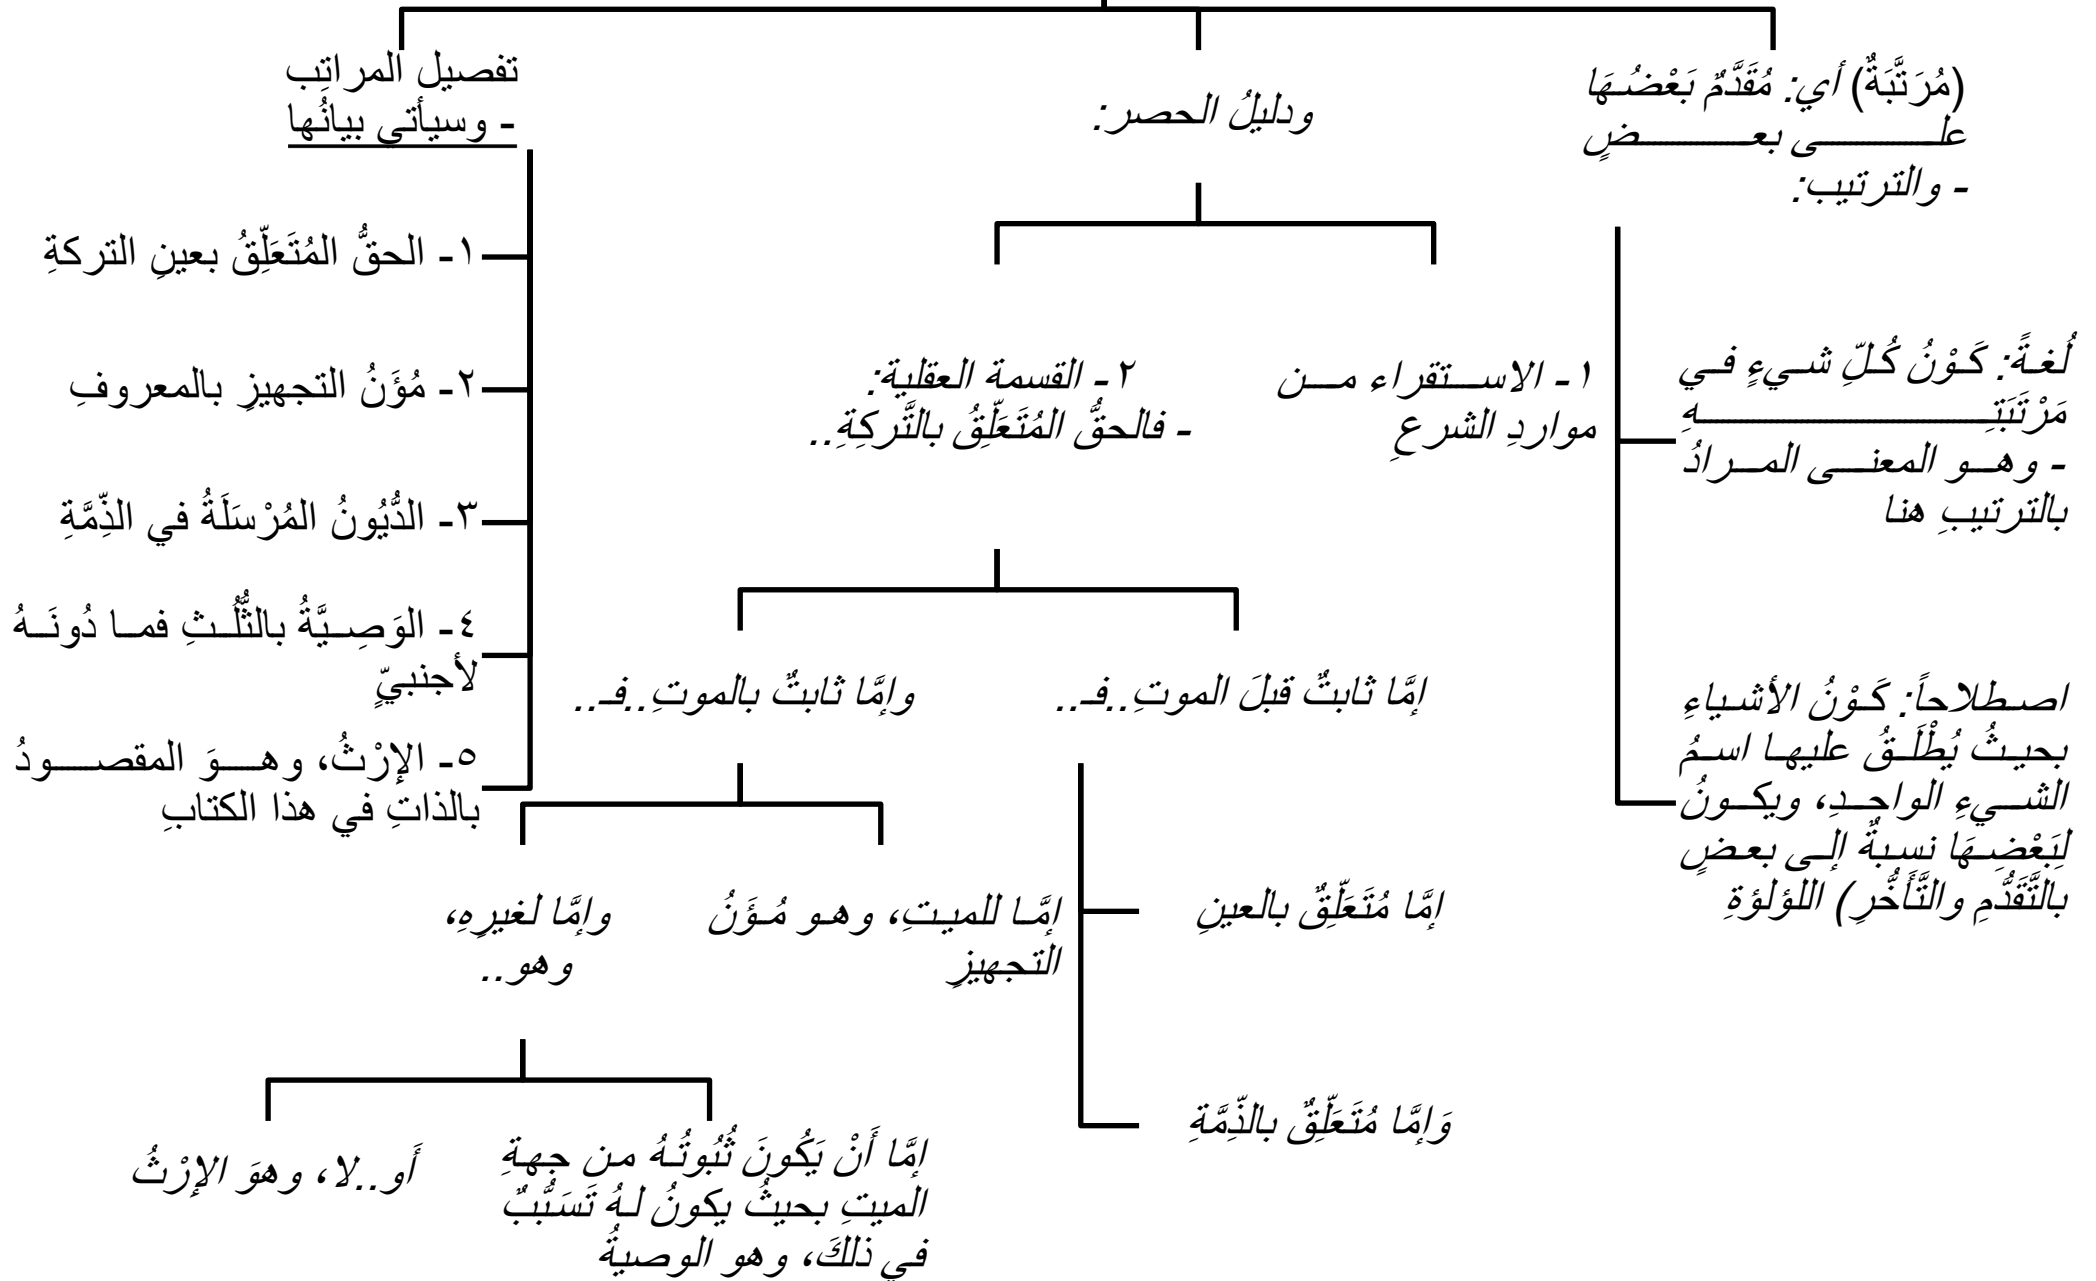 (مُرَتَّبَةٌ) أي: مُقَدَّمٌ بَعْضُهَا
على بعضٍ
- والترتيب:
لُغةً: كَوْنُ كُلِّ شيءٍ في
مَرْتَبَتِهِ
- وهو المعنى المرادُ
بالترتيبِ هنا
اصطلاحاً: كَوْنُ الأشياءِ
بحيثُ يُطْلَقُ عليها اسمُ
الشيءِ الواحدِ، ويكونُ
لِبَعْضِهَا نسبةٌ إلى بعضٍ
بالتَّقَدُّمِ والتَّأَخُّرِ) اللؤلؤةِ
ودليلُ الحصر:
١- الاستقراء من
مواردِ الشرعِ
٢- القسمة العقلية:
- فالحقُّ المُتَعَلِّقُ بالتَّركِةِ..
إمَّا ثابتٌ قبلَ الموتِ..فـ..
إمَّا مُتَعَلِّقٌ بالعينِ
وَإمَّا مُتَعَلِّقٌ بالذِّمَّةِ
وإمَّا ثابتٌ بالموتِ..فـ..
إمَّا للميتِ، وهو مُؤَنُ
التجهيزِ
وإمَّا لغيرِهِ،
وهو..
إمَّا أَنْ يَكُونَ ثُبُوتُهُ من جهةِ
الميتِ بحيثُ يكونُ لهُ تَسَبُّبٌ
في ذلكَ، وهو الوصيةُ
أَو..لا، وهوَ الإرْثُ
تفصيل المراتِب
- وسيأتي بيانُها
١- الحقُّ المُتَعَلِّقُ بعينِ التركةِ
٢- مُؤَنُ التجهيزِ بالمعروفِ
٣- الدُّيُونُ المُرْسَلَةُ في الذِّمَّةِ
٤- الوَصِيَّةُ بالثُّلُثِ فما دُونَهُ
لأجنبيٍّ
٥- الإرْثُ، وهوَ المقصودُ
بالذاتِ في هذا الكتابِ